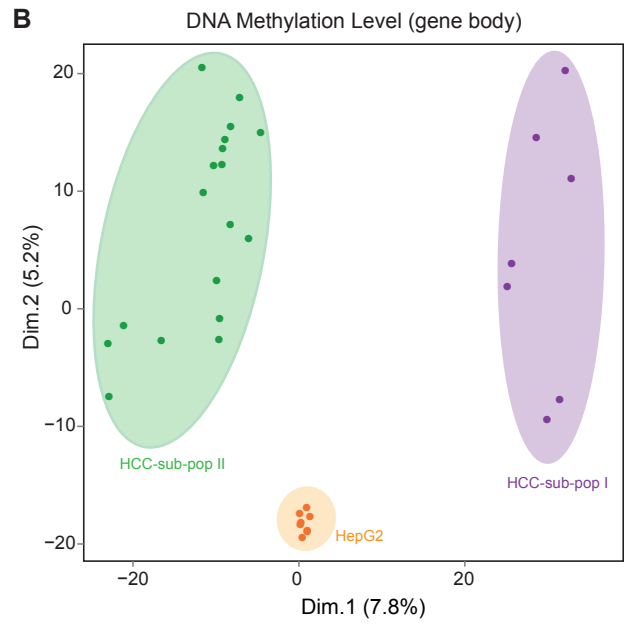 B
DNA Methylation Level (gene body)
Dim.2 (5.2%)
20
10
0
−10
−20
HCC-sub-pop II
HCC-sub-pop I
HepG2
−20
0
20
Dim.1 (7.8%)